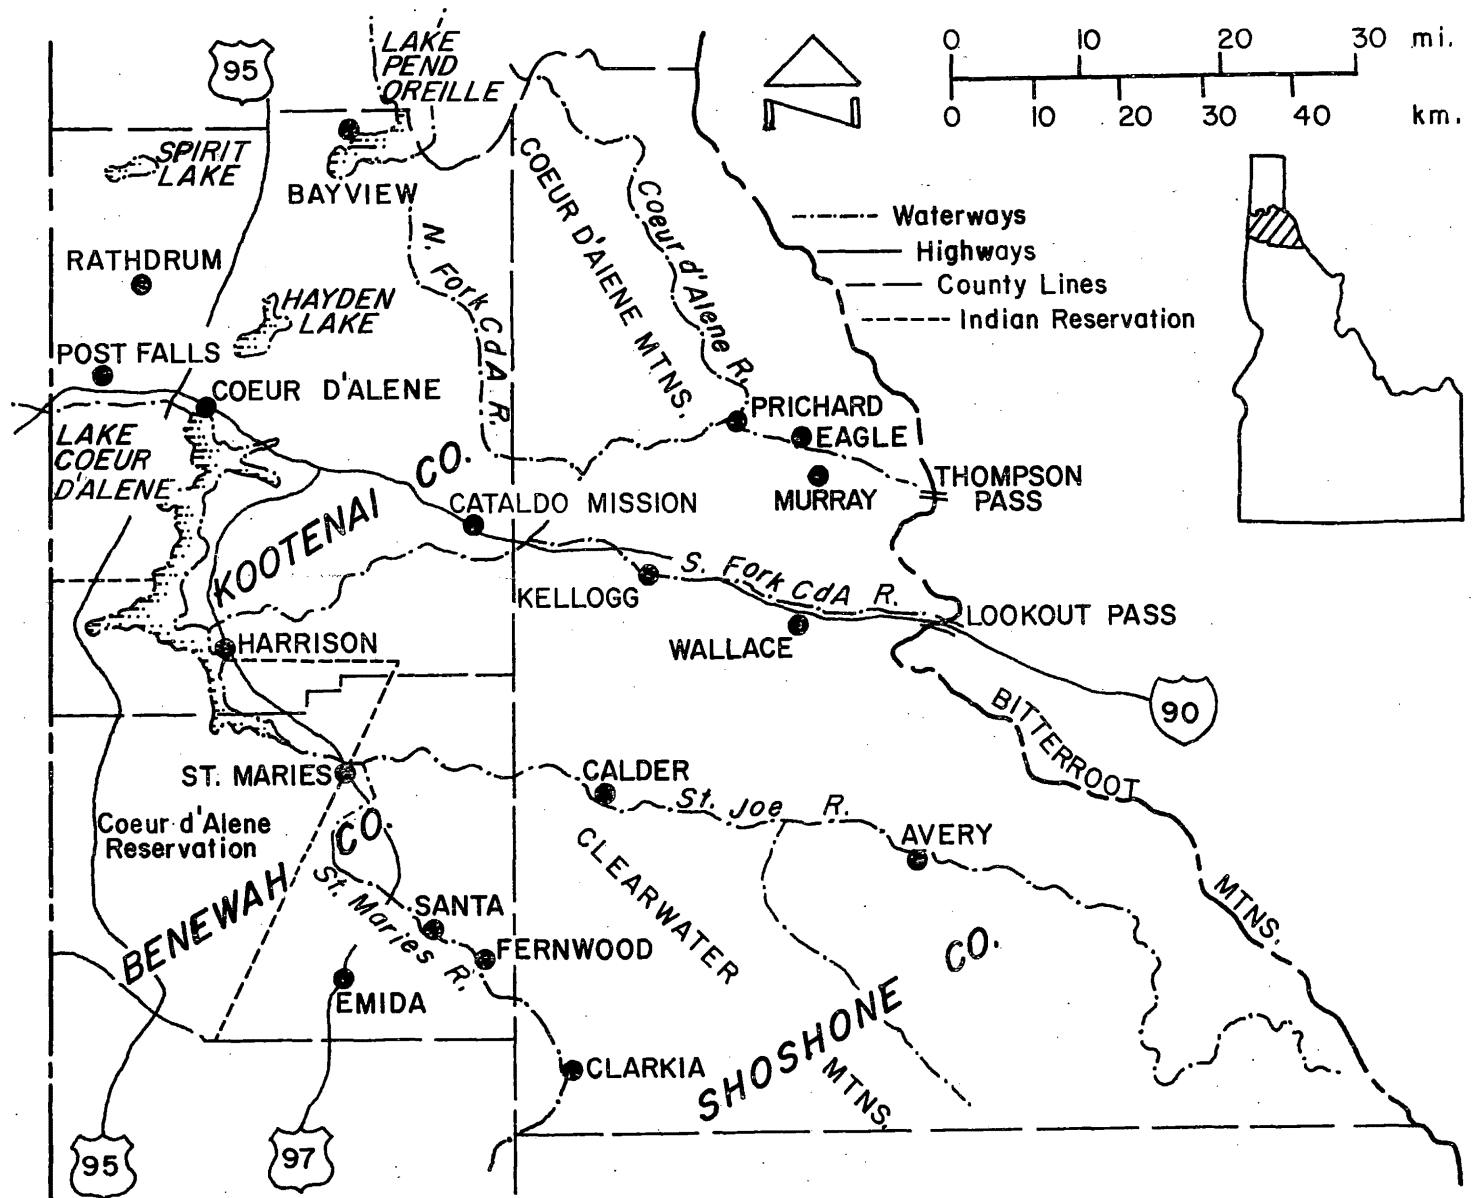 95
LAKE
PEND
OREILLE
0 10 20 30 mi.
0 10 20 30 40 km.
SPIRIT
LAKE
BAYVIEW
COEUR D'AIENE MTNS.
Coeur d'Alene R.
N. Fork CdA R.
Waterways
Highways
County Lines
Indian Reservation
RATHDRUM
HAYDEN
LAKE
POST FALLS
COEUR D'ALENE
PRICHARD
EAGLE
LAKE
COEUR
D'ALENE
KOOTENAI CO.
MURRAY
THOMPSON
PASS
CATALDO MISSION
S. Fork CdA R.
KELLOGG
WALLACE
LOOKOUT PASS
HARRISON
90
BITTERROOT
MTNS.
ST. MARIES
CALDER
St. Joe R.
AVERY
Coeur d'Alene
Reservation
BENEWAH CO.
St. Maries R.
SANTA
FERNWOOD
EMIDA
CLEARWATER
MTNS.
SHOSHONE CO.
CLARKIA
95
97